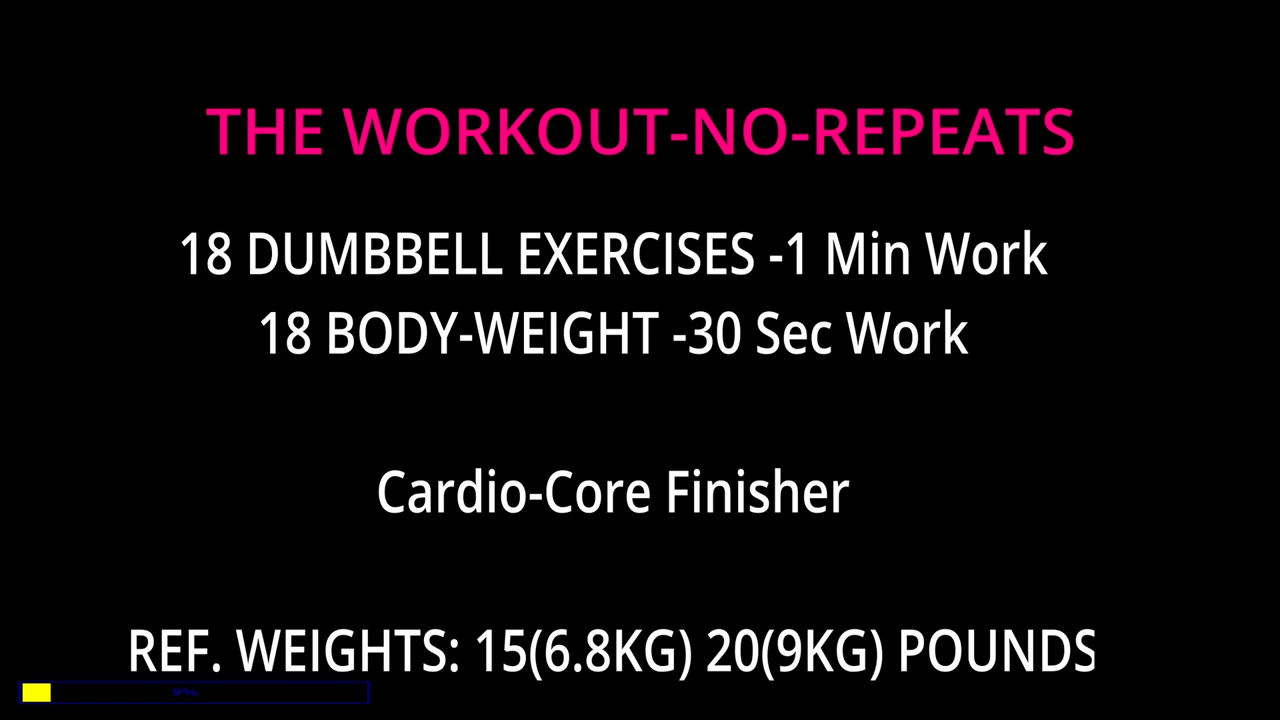 THE WORKOUT-NO-REPEATS
18 DUMBBELL EXERCISES -1 Min Work
18 BODY-WEIGHT -30 Sec Work
Cardio-Core Finisher
REF. WEIGHTS: 15(6.8KG) 20(9KG) POUNDS